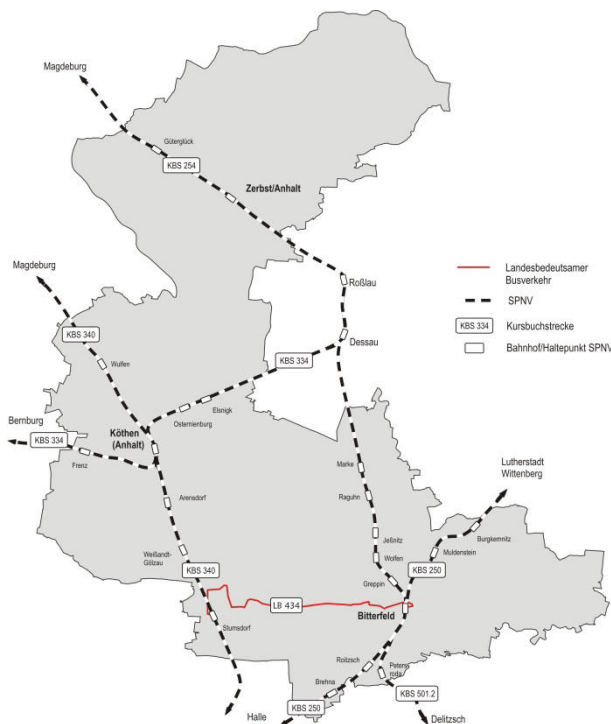 Magdeburg
Güterglück
KBS 254
Zerbst/Anhalt
Roßlau
Magdeburg
Landesbedeutsamer
Busverkehr
SPNV
KBS 334
Kursbuchstrecke
Bahnhof/Haltepunkt SPNV
KBS 340
Dessau
KBS 334
Wulfen
Elsnigk
Osternienburg
Bernburg
Köthen
(Anhalt)
KBS 334
Frenz
Marke
Lutherstadt
Wittenberg
Arensdorf
Raguhn
Burgkemnitz
Jeßnitz
Muldenstein
Weißandt-
Gölzau
Wolfen
KBS 340
KBS 250
Greppin
LB 434
Bitterfeld
Stumsdorf
Roitzsch
Peters-
roda
Brehna
KBS 501.2
KBS 250
Halle
Delitzsch